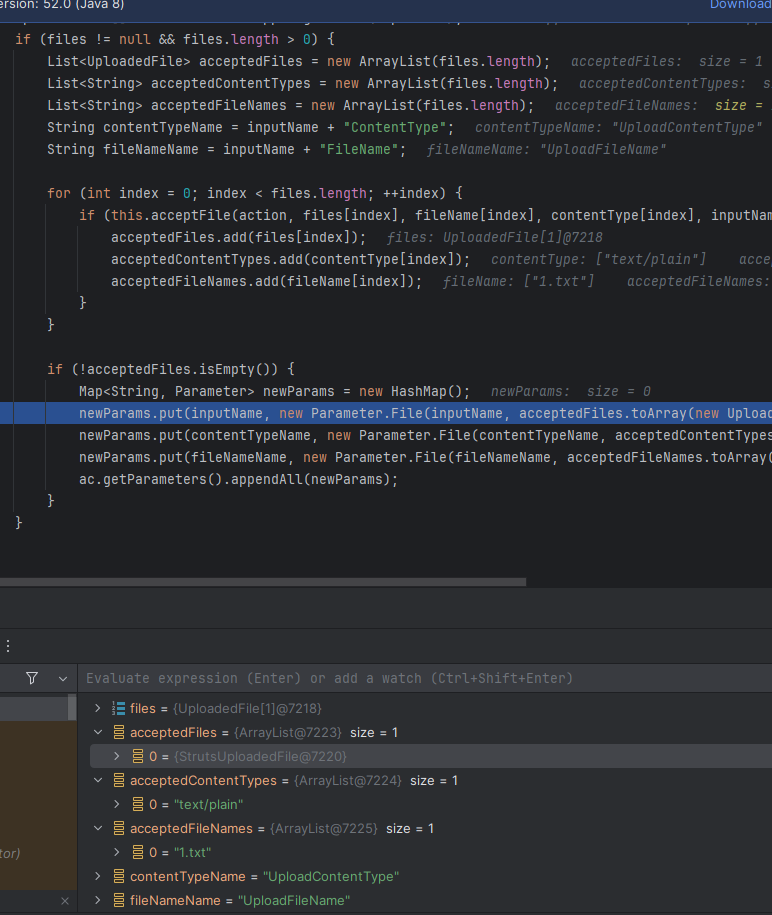 ersion: 52.0 (Java 8) Download
if (files != null && files.length > 0) {
List<UploadedFile> acceptedFiles = new ArrayList(files.length); acceptedFiles: size = 1
List<String> acceptedContentTypes = new ArrayList(files.length); acceptedContentTypes: s
List<String> acceptedFileNames = new ArrayList(files.length); acceptedFileNames: size =
String contentTypeName = inputName + "ContentType"; contentTypeName: "UploadContentType"
String fileNameName = inputName + "FileName"; fileNameName: "UploadFileName"
for (int index = 0; index < files.length; ++index) {
if (this.acceptFile(action, files[index], fileName[index], contentType[index], inputNam
acceptedFiles.add(files[index]); files: UploadedFile[1]@7218
acceptedContentTypes.add(contentType[index]); contentType: ["text/plain"] acce
acceptedFileNames.add(fileName[index]); fileName: ["1.txt"] acceptedFileNames:
}
}
if (!acceptedFiles.isEmpty()) {
Map<String, Parameter> newParams = new HashMap(); newParams: size = 0
newParams.put(inputName, new Parameter.File(inputName, acceptedFiles.toArray(new Upload
newParams.put(contentTypeName, new Parameter.File(contentTypeName, acceptedContentTypes
newParams.put(fileNameName, new Parameter.File(fileNameName, acceptedFileNames.toArray(
ac.getParameters().appendAll(newParams);
}
}
Evaluate expression (Enter) or add a watch (Ctrl+Shift+Enter)
files = {UploadedFile[1]@7218}
acceptedFiles = {ArrayList@7223} size = 1
0 = {StrutsUploadedFile@7220}
acceptedContentTypes = {ArrayList@7224} size = 1
0 = "text/plain"
acceptedFileNames = {ArrayList@7225} size = 1
tor) 0 = "1.txt"
contentTypeName = "UploadContentType"
fileNameName = "UploadFileName"